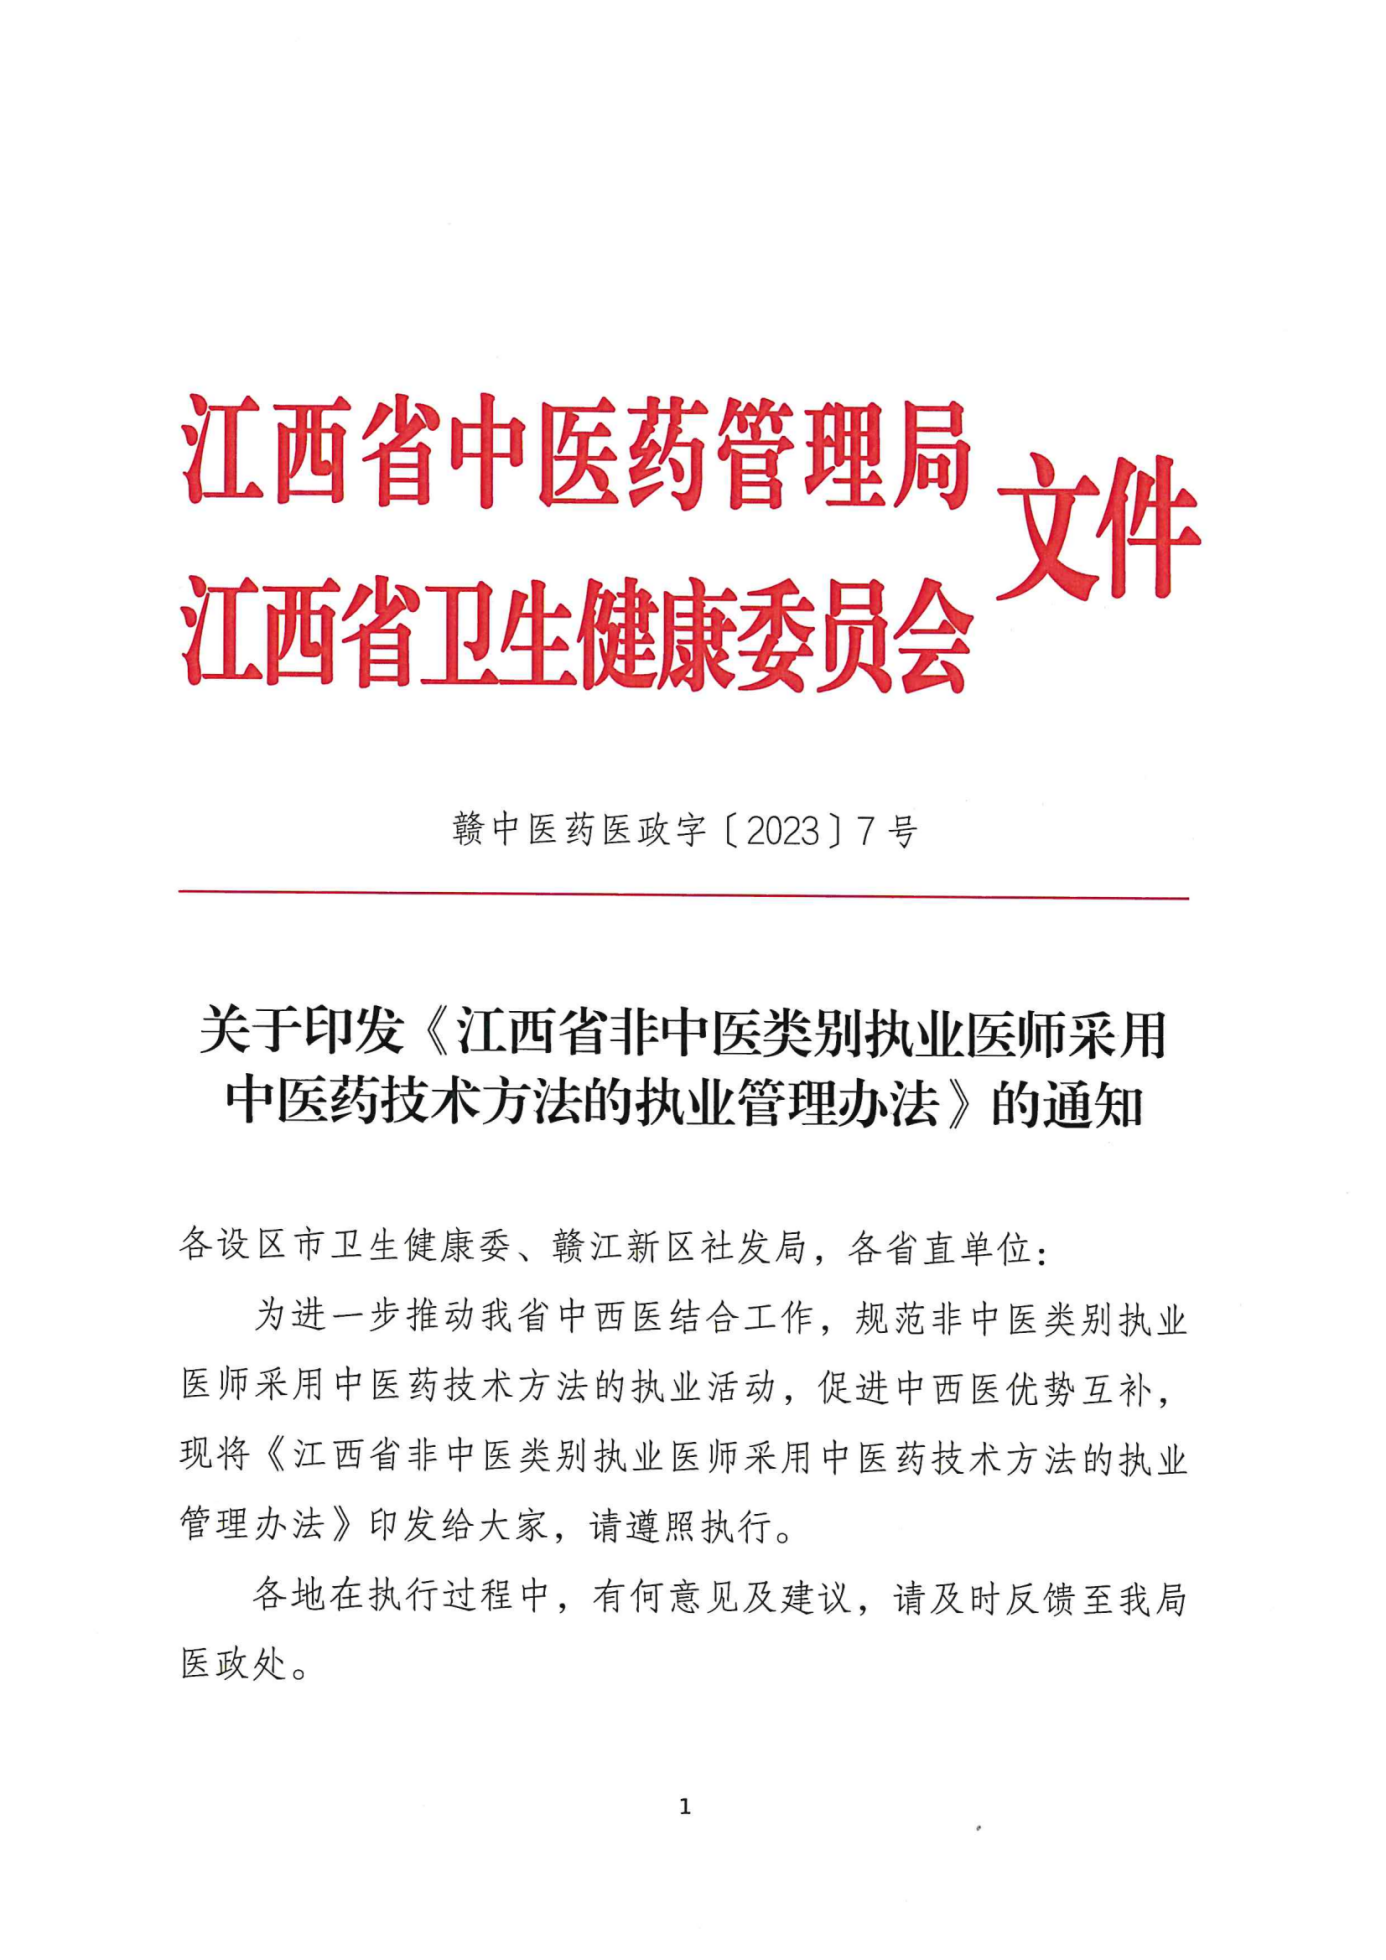 江西省中医药管理局
江西省卫生健康委员会
文件
赣中医药医政字〔2023〕7号
关于印发《江西省非中医类别执业医师采用
中医药技术方法的执业管理办法》的通知
各设区市卫生健康委、赣江新区社发局，各省直单位：
为进一步推动我省中西医结合工作，规范非中医类别执业
医师采用中医药技术方法的执业活动，促进中西医优势互补，
现将《江西省非中医类别执业医师采用中医药技术方法的执业
管理办法》印发给大家，请遵照执行。
各地在执行过程中，有何意见及建议，请及时反馈至我局
医政处。
1